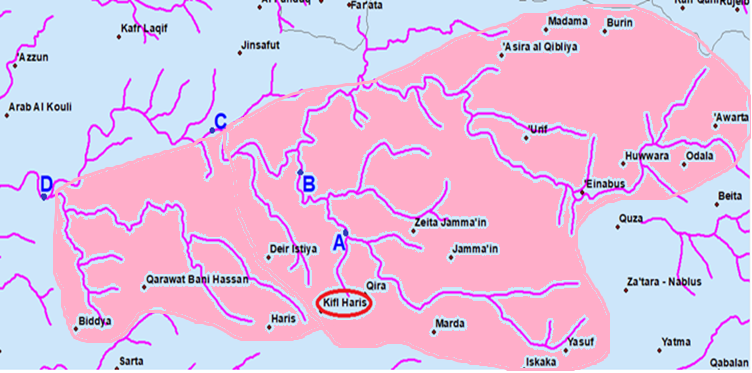 Far'ata
Kafr Laqif
Jinsafut
Madama
Burin
'Asira al Qibliya
'Azzun
Arab Al Kouli
C
'Urif
'Awarta
Huwwara
Odala
D
B
'Einabus
Beita
Zeita Jamma'in
Quza
A
Deir Istiya
Jamma'in
Qarawat Bani Hassan
Qira
Za'tara - Nablus
Kifl Haris
Biddya
Haris
Marda
Yasuf
Yatma
Sarta
Iskaka
Qabalan